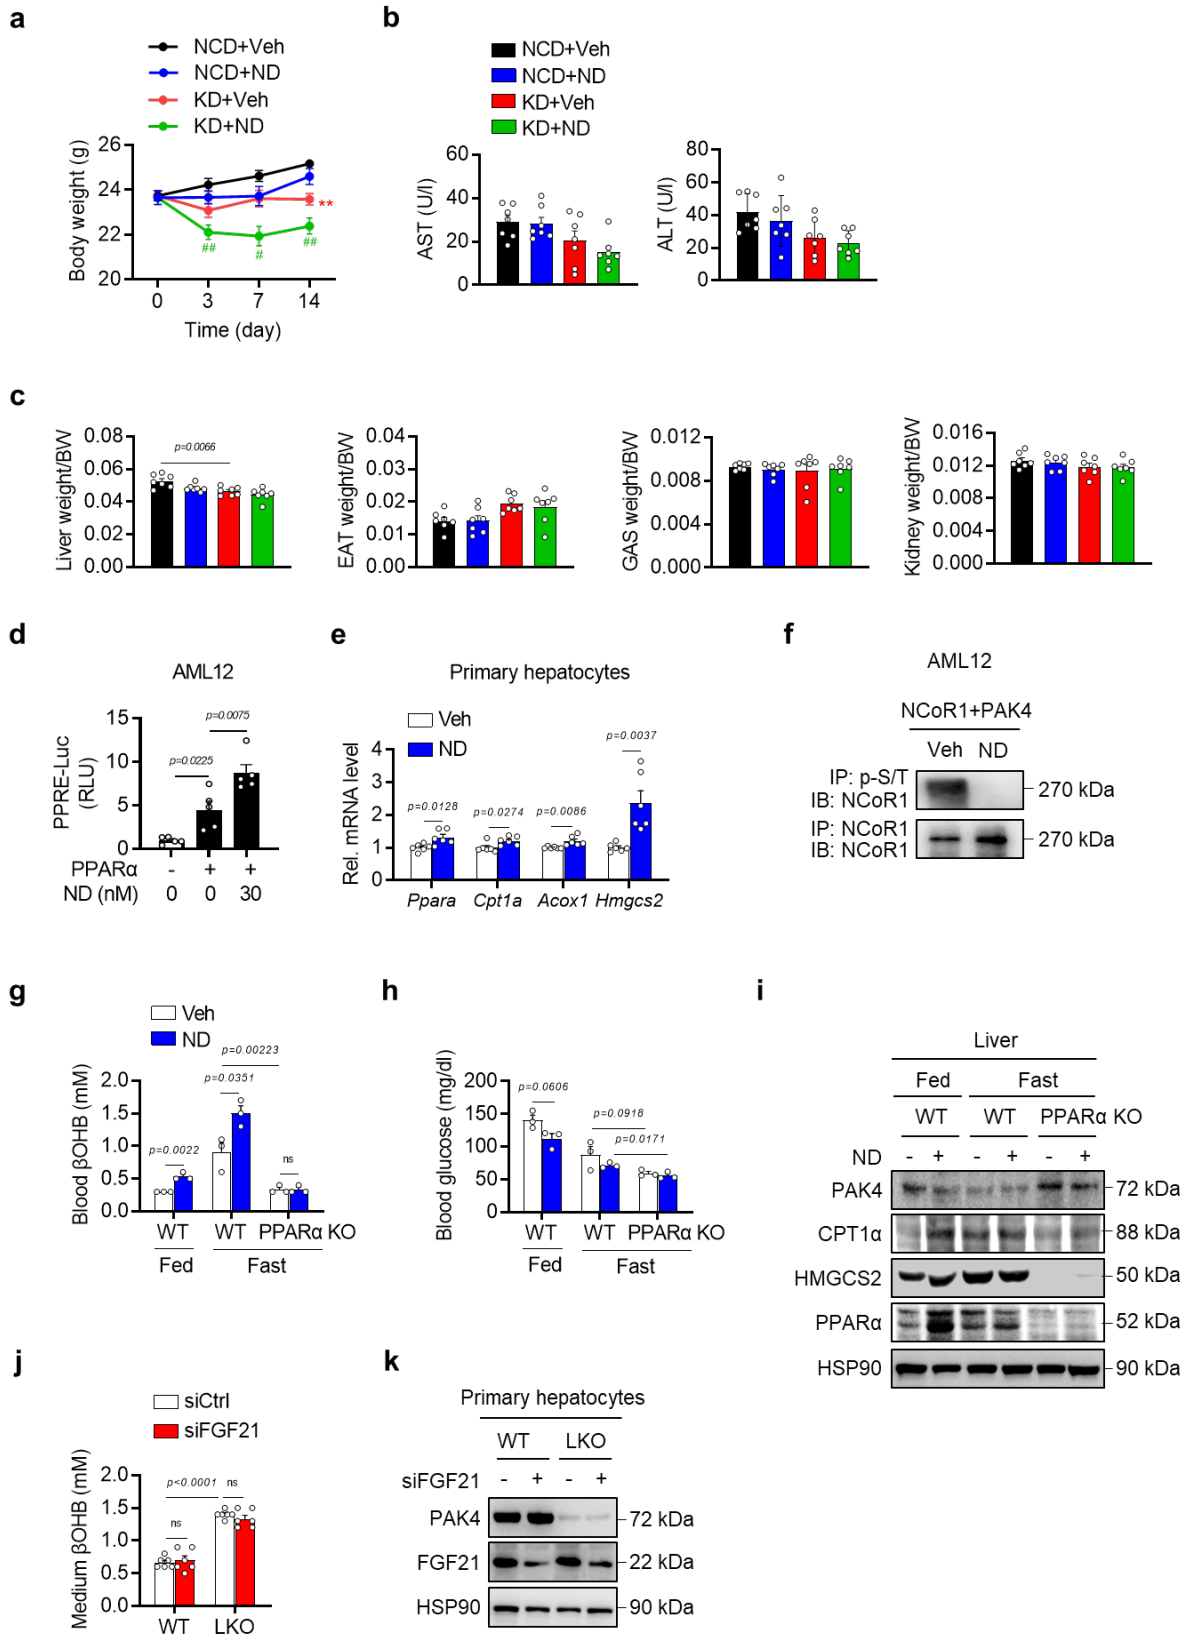 a
NCD+Veh
NCD+ND
KD+Veh
KD+ND
Body weight (g)
26
24
22
20
**
##
#
##
0 3 7 14
Time (day)
b
NCD+Veh
NCD+ND
KD+Veh
KD+ND
AST (U/l)
60
40
20
0
ALT (U/l)
80
60
40
20
0
c
Liver weight/BW
0.08
0.06
0.04
0.02
0.00
p=0.0066
EAT weight/BW
0.04
0.03
0.02
0.01
0.00
GAS weight/BW
0.012
0.008
0.004
0.000
Kidney weight/BW
0.016
0.012
0.008
0.004
0.000
d
AML12
PPRE-Luc
(RLU)
15
10
5
0
p=0.0075
p=0.0225
PPARα - + +
ND (nM) 0 0 30
e
Primary hepatocytes
Veh
ND
Rel. mRNA level
4
3
2
1
0
p=0.0128
p=0.0274
p=0.0086
p=0.0037
Ppara Cpt1a Acox1 Hmgcs2
f
AML12
NCoR1+PAK4
Veh ND
IP: p-S/T
IB: NCoR1
270 kDa
IP: NCoR1
IB: NCoR1
270 kDa
g
Veh
ND
Blood βOHB (mM)
2.0
1.5
1.0
0.5
0.0
p=0.00223
p=0.0351
p=0.0022
ns
WT WT PPARα KO
Fed Fast
h
Blood glucose (mg/dl)
200
150
100
50
0
p=0.0606
p=0.0918
p=0.0171
WT WT PPARα KO
Fed Fast
i
Liver
Fed Fast
WT WT PPARα KO
ND - + - + - +
PAK4 72 kDa
CPT1α 88 kDa
HMGCS2 50 kDa
PPARα 52 kDa
HSP90 90 kDa
j
siCtrl
siFGF21
Medium βOHB (mM)
2.0
1.5
1.0
0.5
0.0
p<0.0001
ns
ns
WT LKO
k
Primary hepatocytes
WT LKO
siFGF21 - + - +
PAK4 72 kDa
FGF21 22 kDa
HSP90 90 kDa